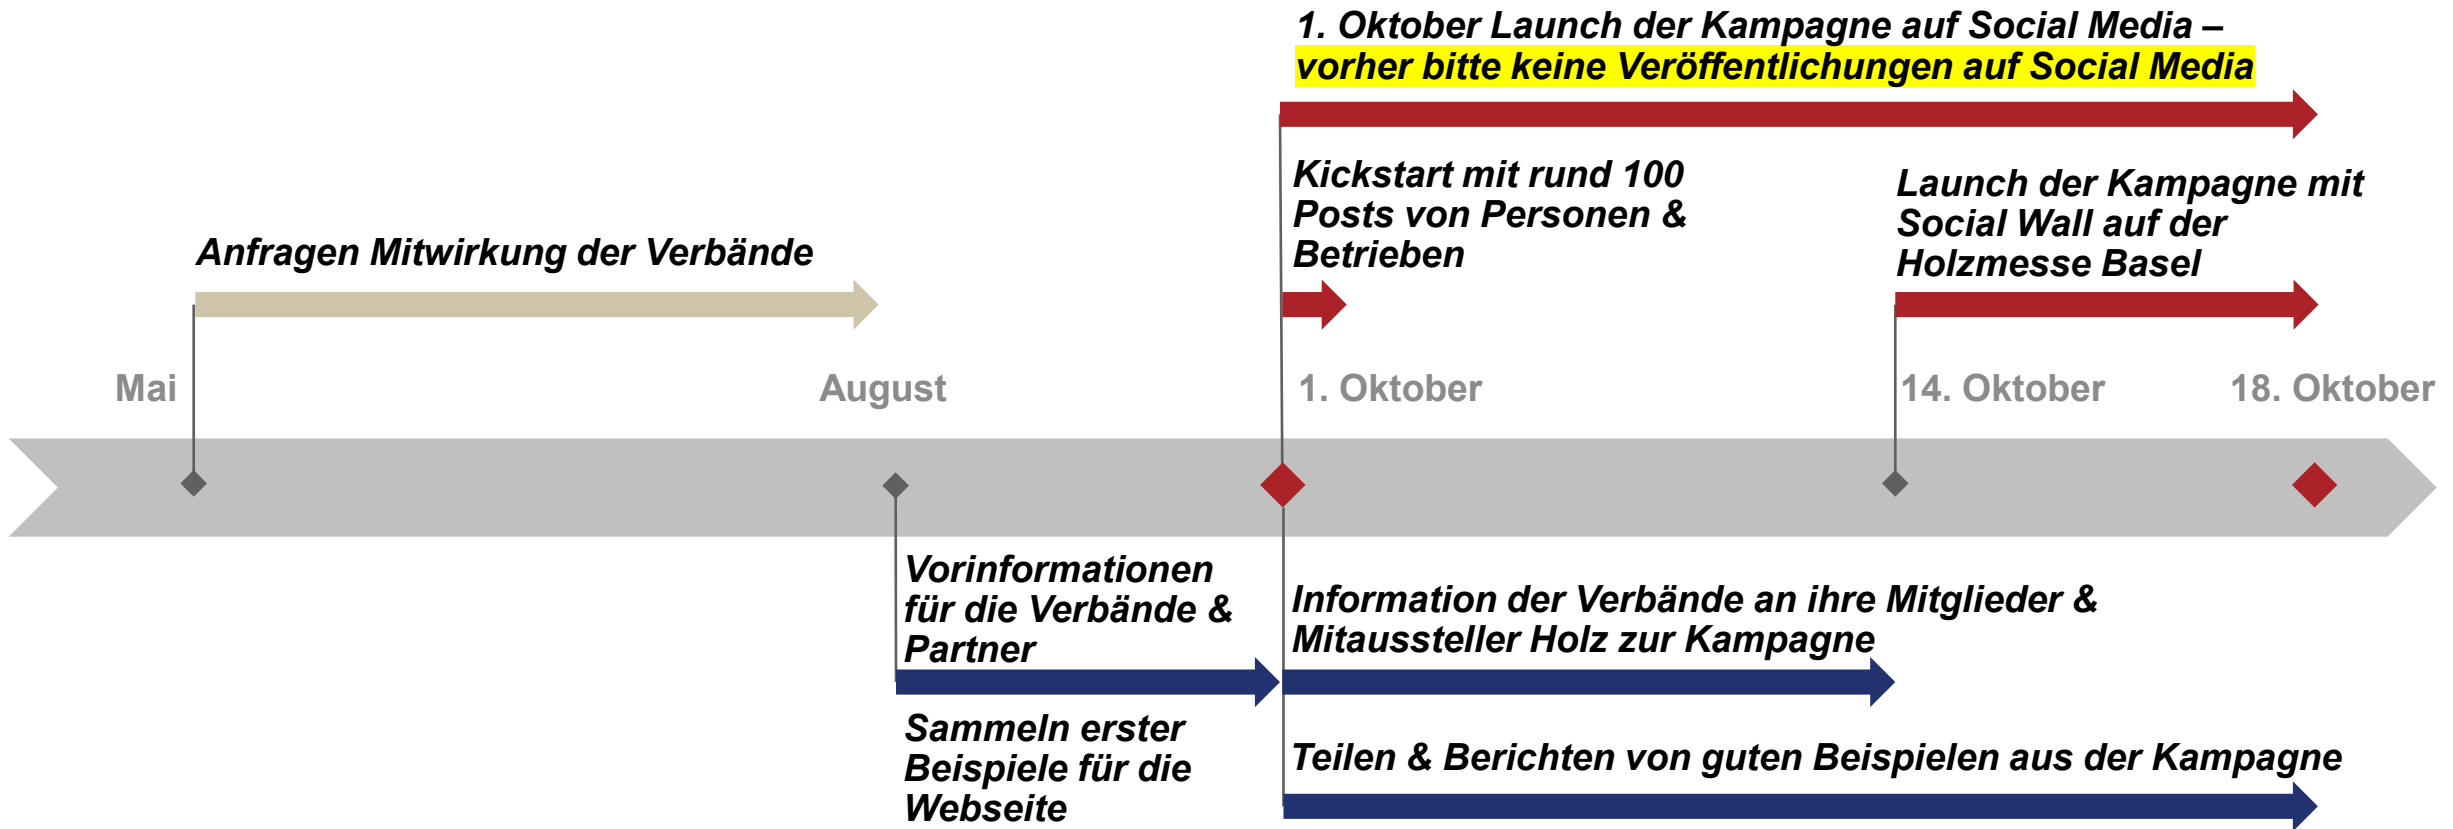 1. Oktober Launch der Kampagne auf Social Media –
vorher bitte keine Veröffentlichungen auf Social Media
Kickstart mit rund 100
Posts von Personen &
Betrieben
Launch der Kampagne mit
Social Wall auf der
Holzmesse Basel
Anfragen Mitwirkung der Verbände
Mai
August
1. Oktober
14. Oktober
18. Oktober
Vorinformationen
für die Verbände &
Partner
Information der Verbände an ihre Mitglieder &
Mitaussteller Holz zur Kampagne
Sammeln erster
Beispiele für die
Webseite
Teilen & Berichten von guten Beispielen aus der Kampagne